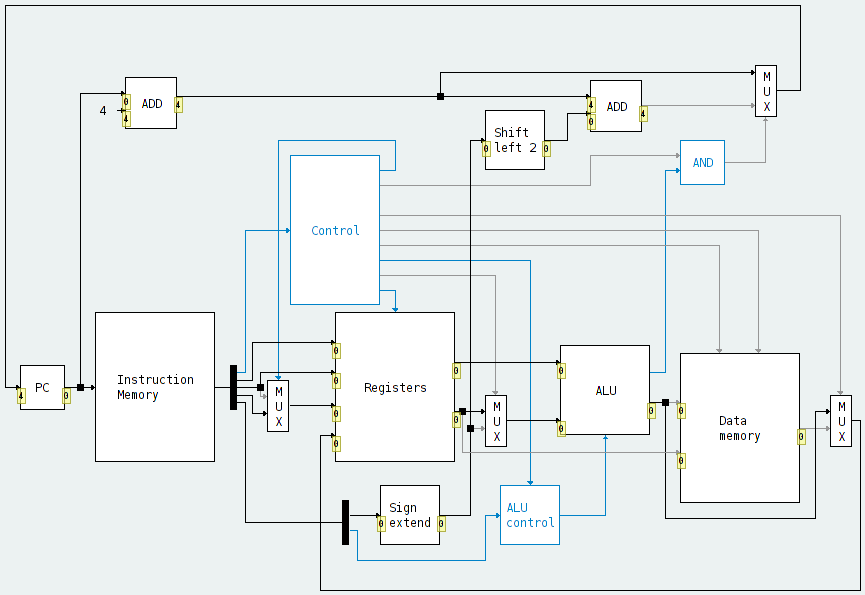 M
U
X
0
4
ADD
4
4
4
0
ADD
4
Shift
left 2
0
0
AND
Control
4
PC
0
Instruction
Memory
M
U
X
0
0
0
0
Registers
0
0
M
U
X
0
0
ALU
0
0
0
Data
memory
0
M
U
X
0
Sign
extend
0
ALU
control